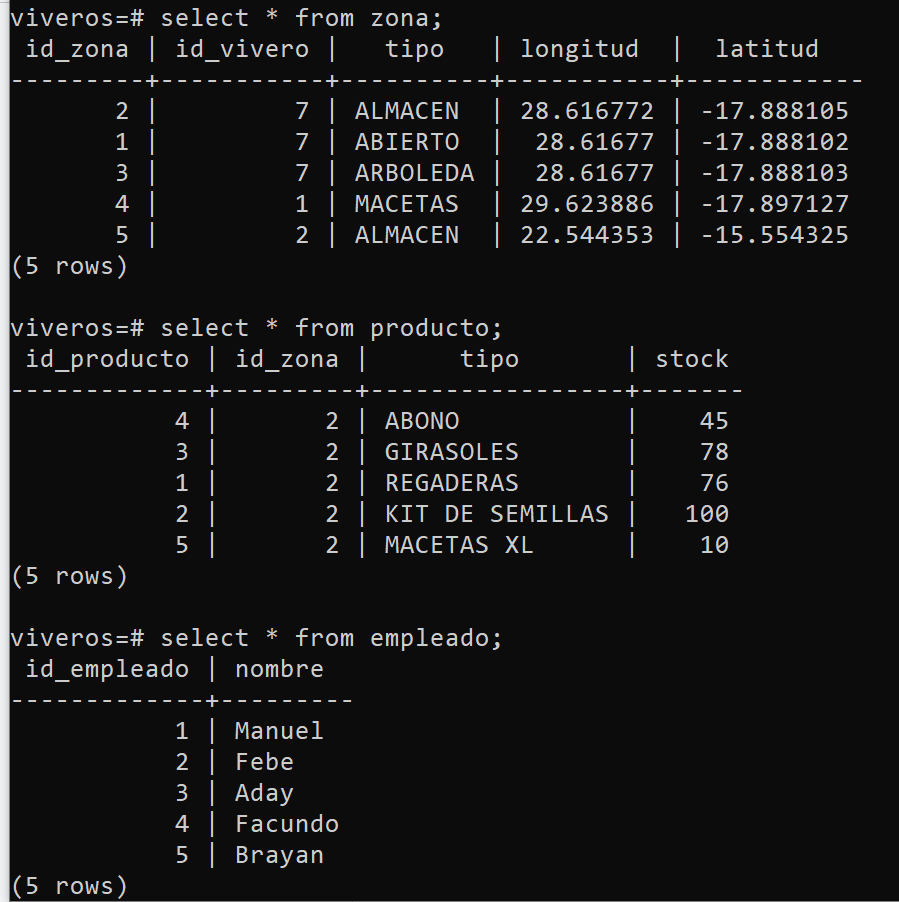 viveros=# select * from zona;
 id_zona | id_vivero |   tipo   | longitud  |  latitud
---------+-----------+----------+-----------+------------
       2 |         7 | ALMACEN  | 28.616772 | -17.888105
       1 |         7 | ABIERTO  |  28.61677 | -17.888102
       3 |         7 | ARBOLEDA |  28.61677 | -17.888103
       4 |         1 | MACETAS  | 29.623886 | -17.897127
       5 |         2 | ALMACEN  | 22.544353 | -15.554325
(5 rows)
viveros=# select * from producto;
 id_producto | id_zona |      tipo       | stock
-------------+---------+-----------------+-------
           4 |       2 | ABONO           |    45
           3 |       2 | GIRASOLES       |    78
           1 |       2 | REGADERAS       |    76
           2 |       2 | KIT DE SEMILLAS |   100
           5 |       2 | MACETAS XL      |    10
(5 rows)
viveros=# select * from empleado;
 id_empleado | nombre
-------------+---------
           1 | Manuel
           2 | Febe
           3 | Aday
           4 | Facundo
           5 | Brayan
(5 rows)